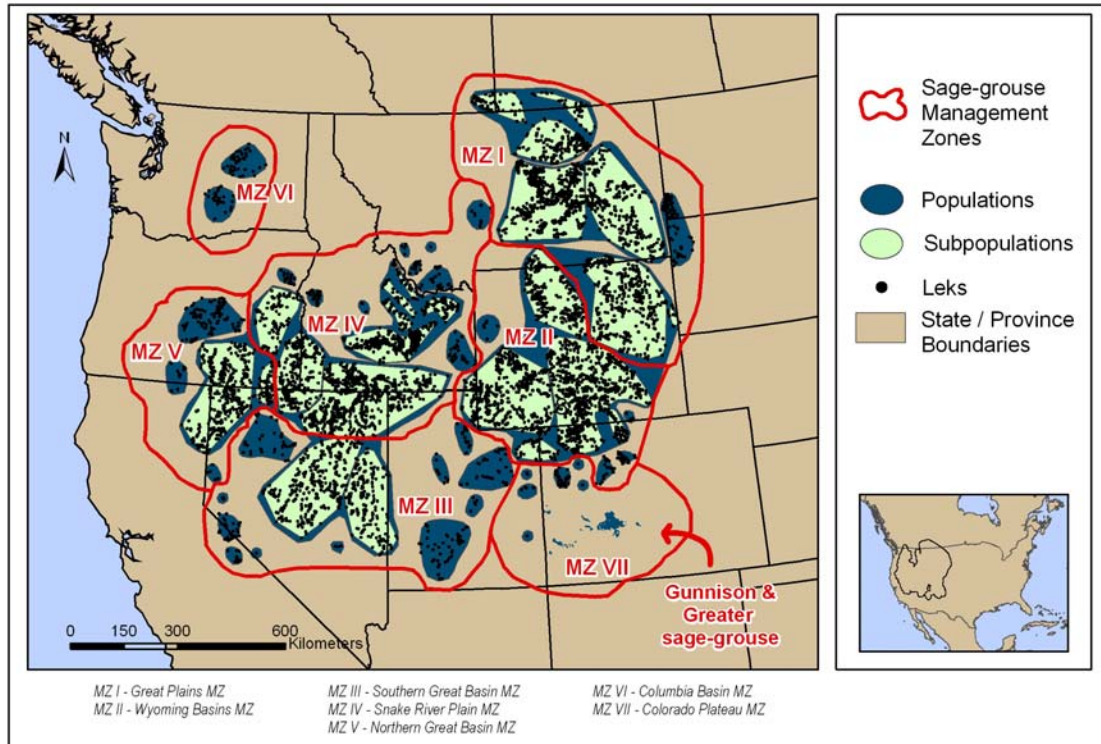 N
MZ I
MZ VI
MZ IV
MZ II
MZ V
MZ III
MZ VII
Gunnison &
Greater
sage-grouse
0 150 300 600
Kilometers
Sage-grouse
Management
Zones
Populations
Subpopulations
Leks
State / Province
Boundaries
MZ I - Great Plains MZ
MZ II - Wyoming Basins MZ
MZ III - Southern Great Basin MZ
MZ IV - Snake River Plain MZ
MZ V - Northern Great Basin MZ
MZ VI - Columbia Basin MZ
MZ VII - Colorado Plateau MZ